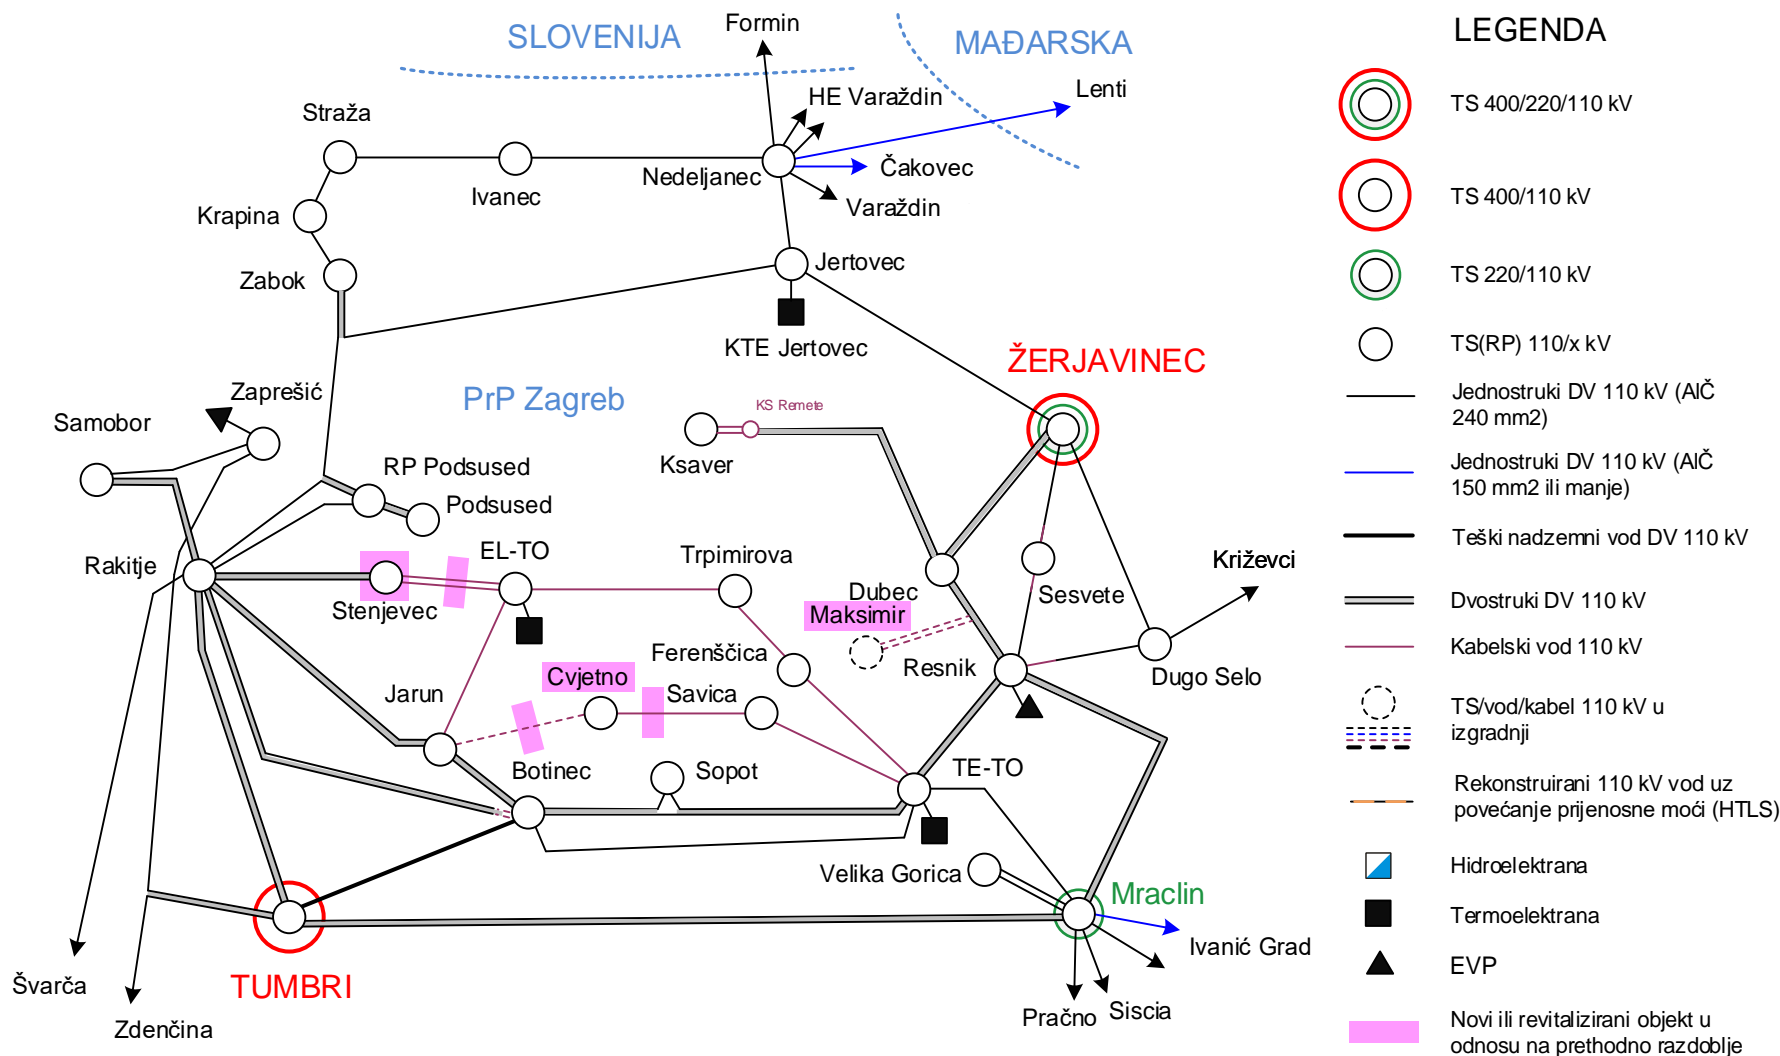 Formin
SLOVENIJA
MAĐARSKA
LEGENDA
HE Varaždin
Lenti
TS 400/220/110 kV
Straža
Nedeljanec
Čakovec
Ivanec
Varaždin
TS 400/110 kV
Krapina
Zabok
Jertovec
TS 220/110 kV
KTE Jertovec
TS(RP) 110/x kV
ŽERJAVINEC
Zaprešić
PrP Zagreb
KS Remete
Jednostruki DV 110 kV (AlČ
240 mm2)
Samobor
Ksaver
RP Podsused
Podsused
Jednostruki DV 110 kV (AlČ
150 mm2 ili manje)
Teški nadzemni vod DV 110 kV
Rakitje
EL-TO
Trpimirova
Križevci
Stenjevec
Dubec
Sesvete
Dvostruki DV 110 kV
Maksimir
Kabelski vod 110 kV
Ferenščica
Resnik
Dugo Selo
Cvjetno
Jarun
Savica
TS/vod/kabel 110 kV u
izgradnji
Botinec
Sopot
TE-TO
Rekonstruirani 110 kV vod uz
povećanje prijenosne moći (HTLS)
Velika Gorica
Mraclin
Hidroelektrana
Termoelektrana
Ivanić Grad
EVP
Švarča
TUMBRI
Zdenčina
Pračno
Siscia
Novi ili revitalizirani objekt u
odnosu na prethodno razdoblje